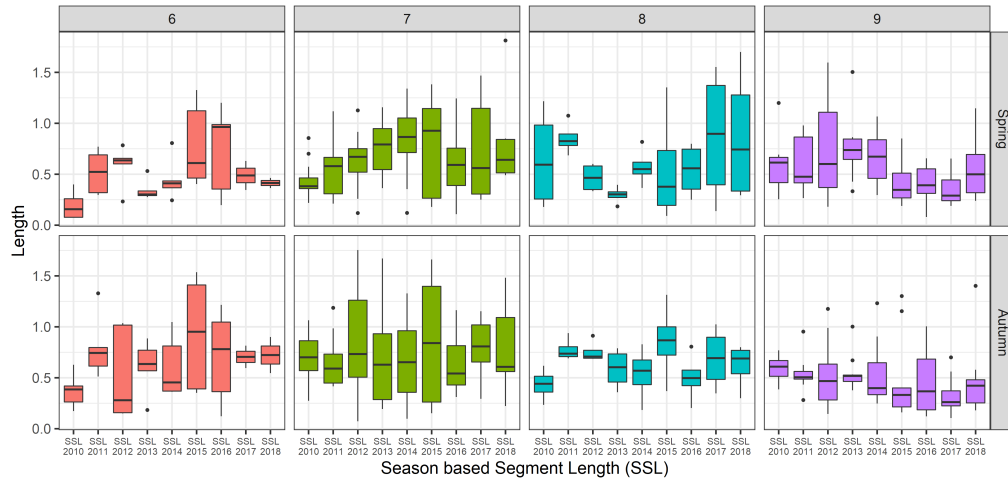 6 7 8 9
1.5
1.0
0.5
0.0
Spring
Length
1.5
1.0
0.5
0.0
Autumn
SSL SSL SSL SSL SSL SSL SSL SSL SSL SSL SSL SSL SSL SSL SSL SSL SSL SSL SSL SSL SSL SSL SSL SSL SSL SSL SSL SSL SSL SSL SSL SSL SSL SSL SSL SSL
2010 2011 2012 2013 2014 2015 2016 2017 2018 2010 2011 2012 2013 2014 2015 2016 2017 2018 2010 2011 2012 2013 2014 2015 2016 2017 2018 2010 2011 2012 2013 2014 2015 2016 2017 2018
Season based Segment Length (SSL)